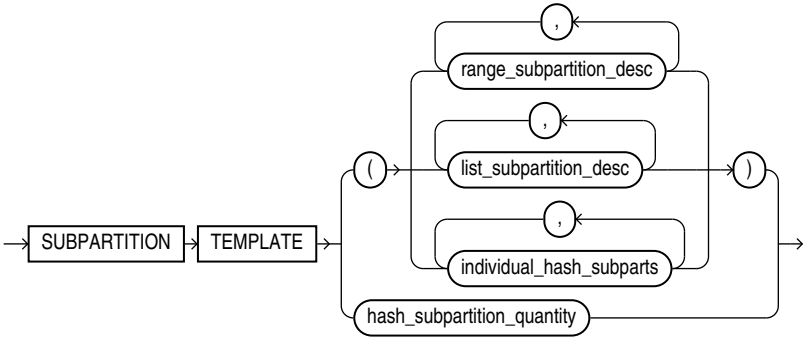 ,
range_subpartition_desc
,
( list_subpartition_desc )
,
SUBPARTITION TEMPLATE
individual_hash_subparts
hash_subpartition_quantity